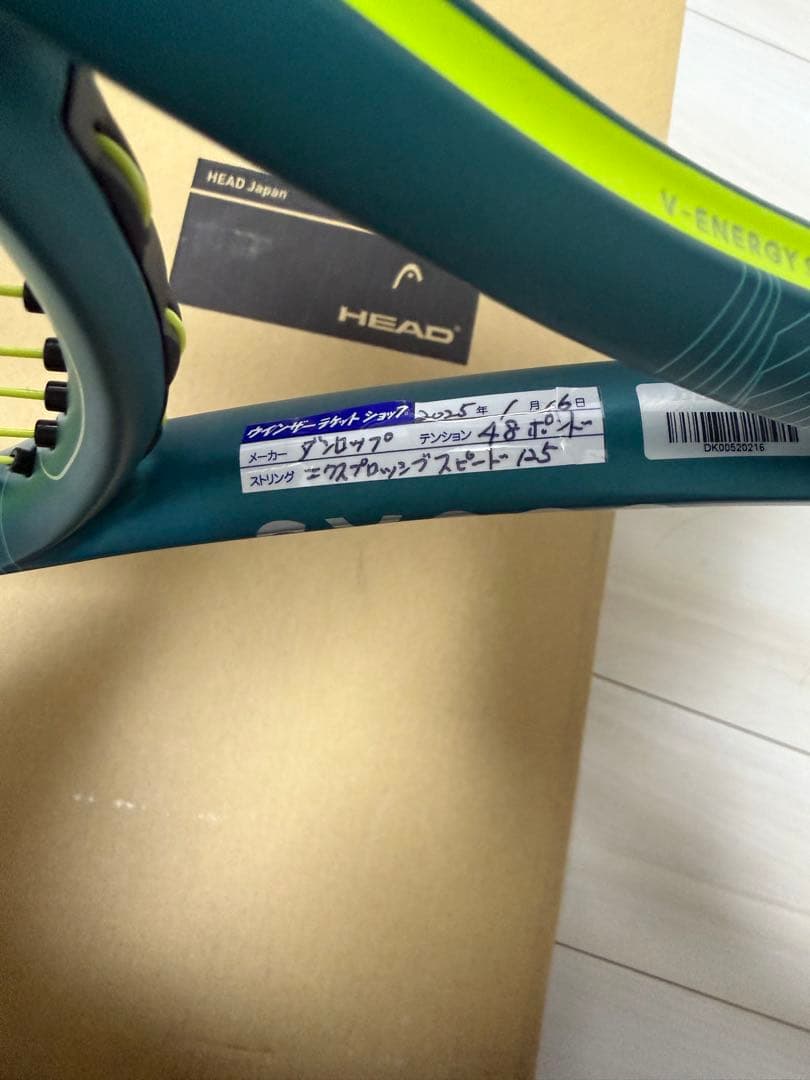 V-ENERGY
HEAD Japan
HEAD
ウインザーラケットショップ 2025年 1月16日
メーカー ダンロップ テンション 48ポンド
ストリング エクスプロッシブスピード125
DK00520216